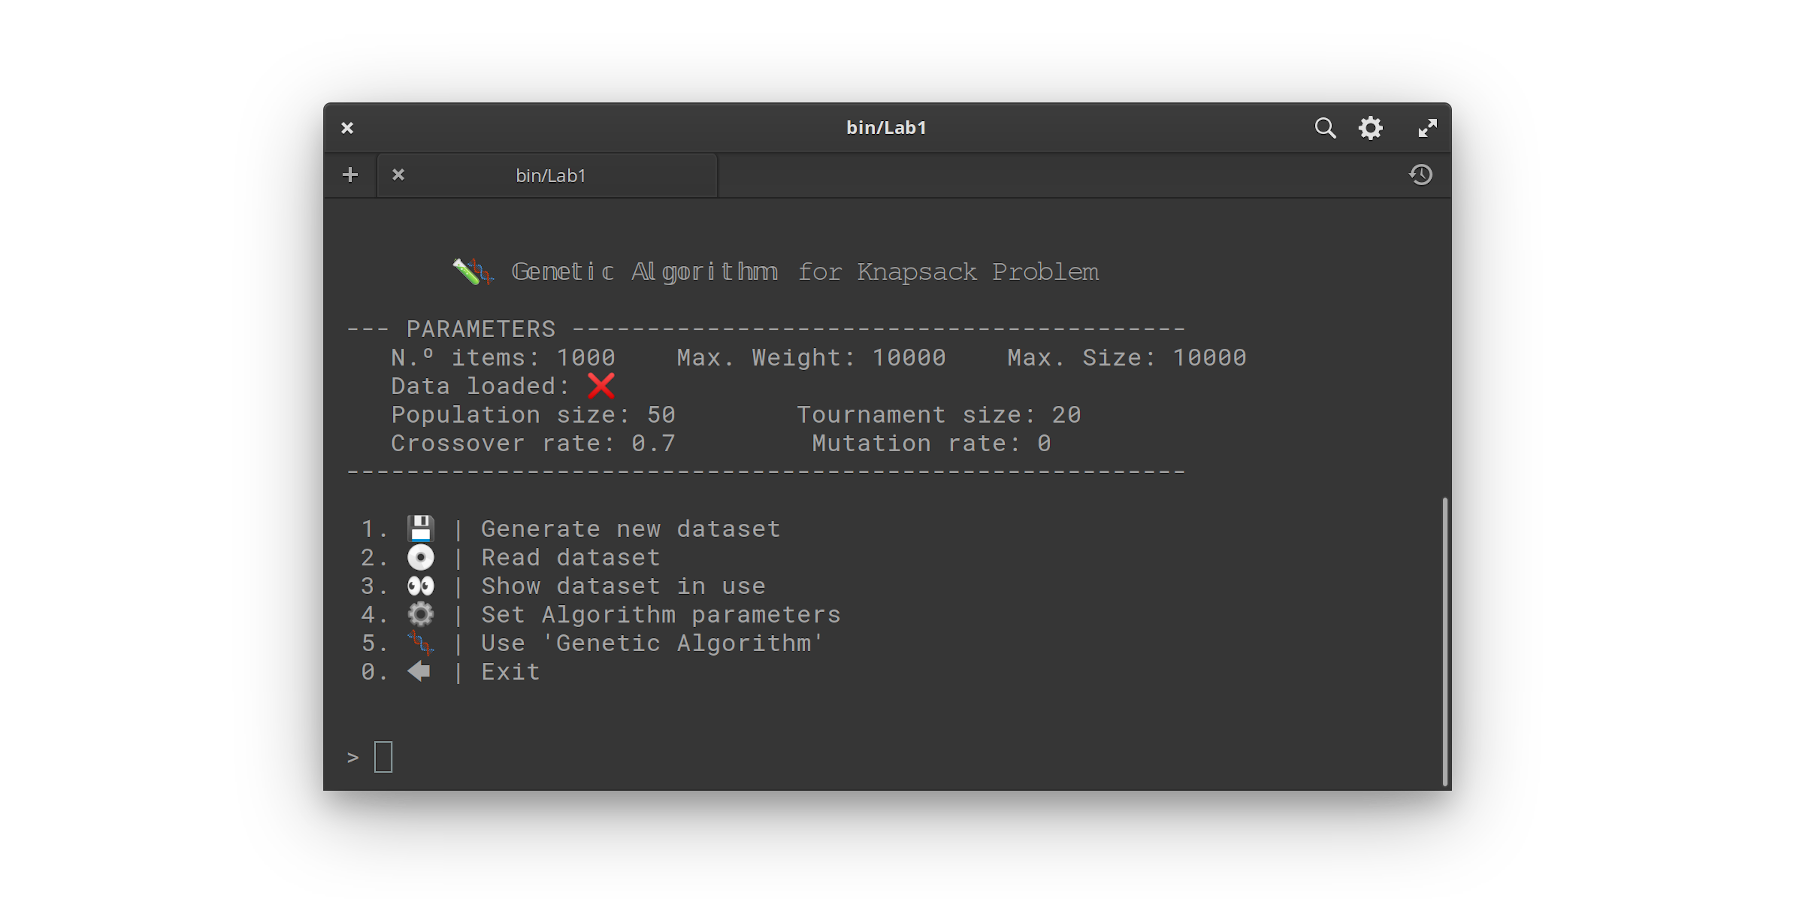 bin/Lab1
bin/Lab1
Genetic Algorithm for Knapsack Problem
--- PARAMETERS -----------------------------------------
N.º items: 1000 Max. Weight: 10000 Max. Size: 10000
Data loaded: ❌
Population size: 50 Tournament size: 20
Crossover rate: 0.7 Mutation rate: 0
--------------------------------------------------------
1. 💾 | Generate new dataset
2. 💿 | Read dataset
3. 👀 | Show dataset in use
4. ⚙ | Set Algorithm parameters
5. 🧬 | Use 'Genetic Algorithm'
0. 🡄 | Exit
>